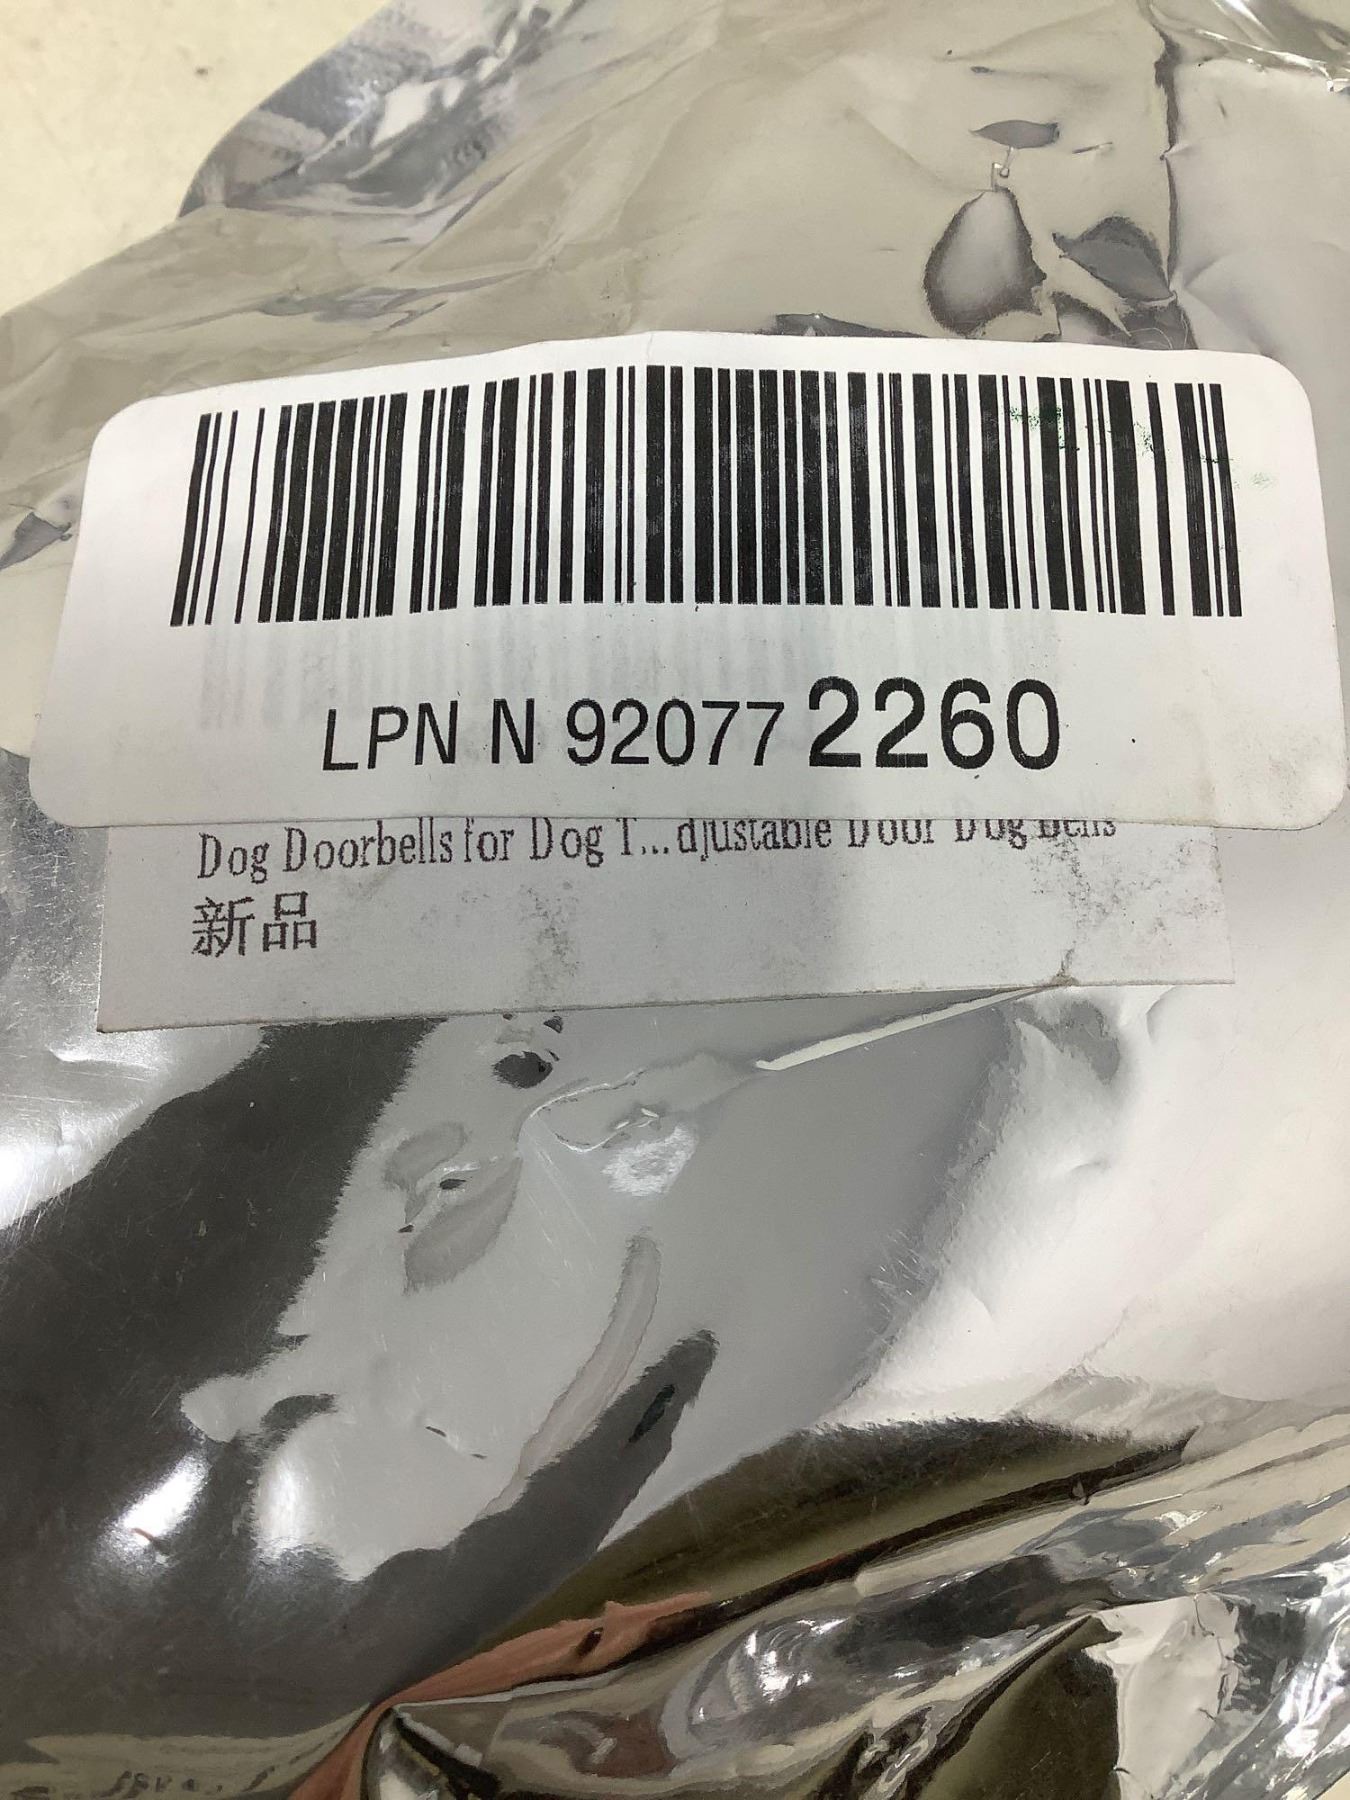 LPN N 92077 2260
Dog Doorbells for Dog T...djustable Door Dog Bells
新品